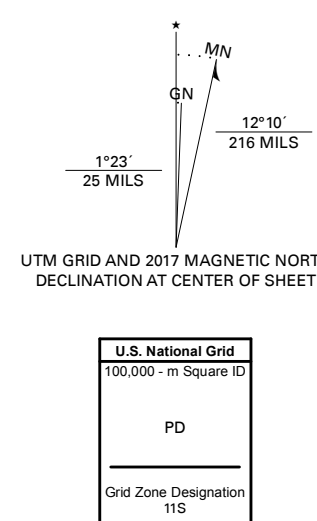 ★
MN
GN
12°10´
216 MILS
1°23´
25 MILS
UTM GRID AND 2017 MAGNETIC NORT
DECLINATION AT CENTER OF SHEET
U.S. National Grid
100,000 - m Square ID
PD
Grid Zone Designation
11S